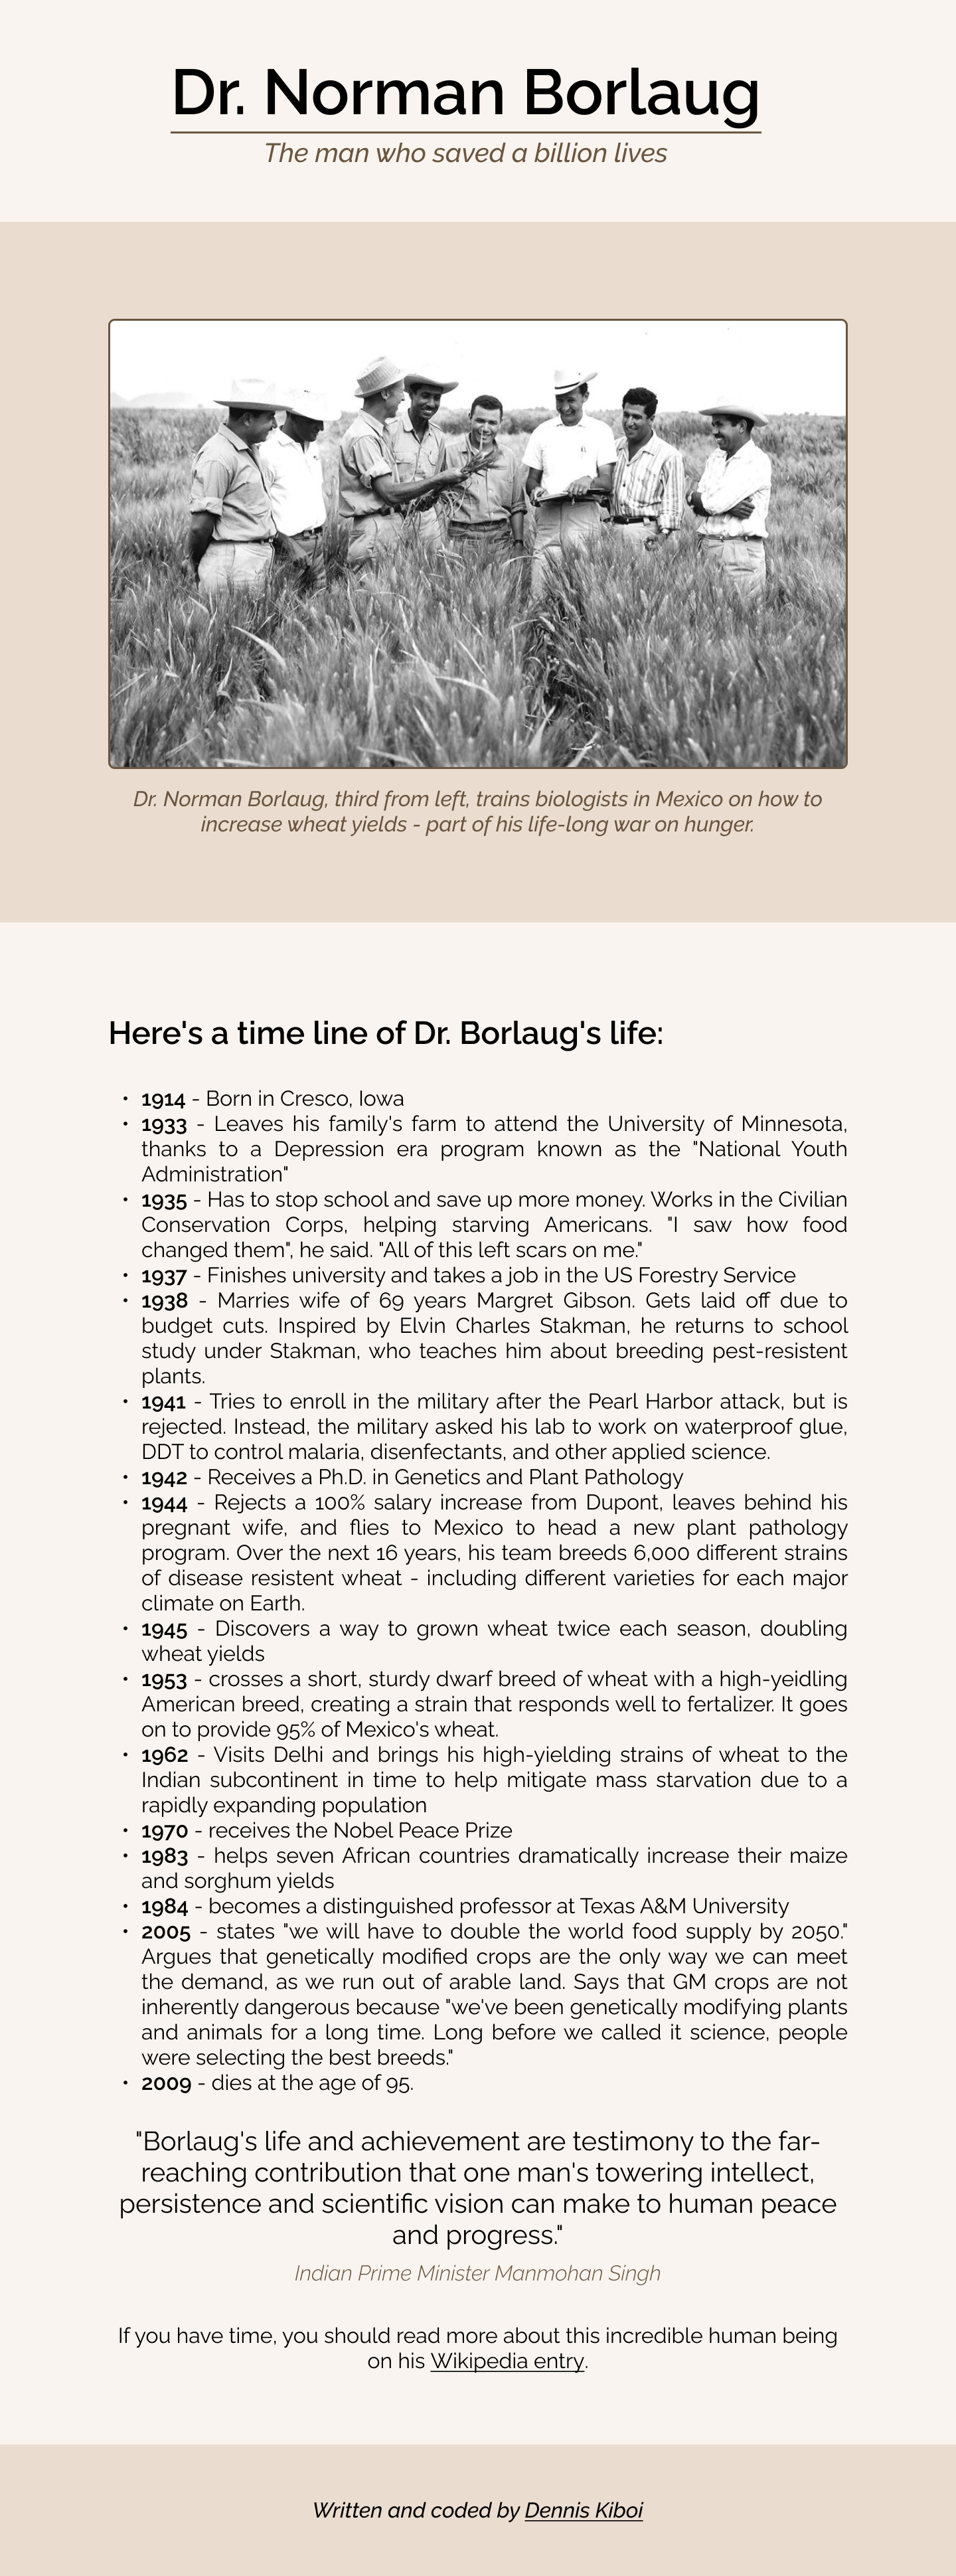 Dr. Norman Borlaug
The man who saved a billion lives
Dr. Norman Borlaug, third from left, trains biologists in Mexico on how to
increase wheat yields - part of his life-long war on hunger.
Here's a time line of Dr. Borlaug's life:
• 1914 - Born in Cresco, Iowa
• 1933 - Leaves his family's farm to attend the University of Minnesota,
thanks to a Depression era program known as the "National Youth
Administration"
• 1935 - Has to stop school and save up more money. Works in the Civilian
Conservation Corps, helping starving Americans. "I saw how food
changed them", he said. "All of this left scars on me."
• 1937 - Finishes university and takes a job in the US Forestry Service
• 1938 - Marries wife of 69 years Margret Gibson. Gets laid off due to
budget cuts. Inspired by Elvin Charles Stakman, he returns to school
study under Stakman, who teaches him about breeding pest-resistent
plants.
• 1941 - Tries to enroll in the military after the Pearl Harbor attack, but is
rejected. Instead, the military asked his lab to work on waterproof glue,
DDT to control malaria, disenfectants, and other applied science.
• 1942 - Receives a Ph.D. in Genetics and Plant Pathology
• 1944 - Rejects a 100% salary increase from Dupont, leaves behind his
pregnant wife, and flies to Mexico to head a new plant pathology
program. Over the next 16 years, his team breeds 6,000 different strains
of disease resistent wheat - including different varieties for each major
climate on Earth.
• 1945 - Discovers a way to grown wheat twice each season, doubling
wheat yields
• 1953 - crosses a short, sturdy dwarf breed of wheat with a high-yeidling
American breed, creating a strain that responds well to fertalizer. It goes
on to provide 95% of Mexico's wheat.
• 1962 - Visits Delhi and brings his high-yielding strains of wheat to the
Indian subcontinent in time to help mitigate mass starvation due to a
rapidly expanding population
• 1970 - receives the Nobel Peace Prize
• 1983 - helps seven African countries dramatically increase their maize
and sorghum yields
• 1984 - becomes a distinguished professor at Texas A&M University
• 2005 - states "we will have to double the world food supply by 2050."
Argues that genetically modified crops are the only way we can meet
the demand, as we run out of arable land. Says that GM crops are not
inherently dangerous because "we've been genetically modifying plants
and animals for a long time. Long before we called it science, people
were selecting the best breeds."
• 2009 - dies at the age of 95.
"Borlaug's life and achievement are testimony to the far-
reaching contribution that one man's towering intellect,
persistence and scientific vision can make to human peace
and progress."
Indian Prime Minister Manmohan Singh
If you have time, you should read more about this incredible human being
on his Wikipedia entry.
Written and coded by Dennis Kiboi